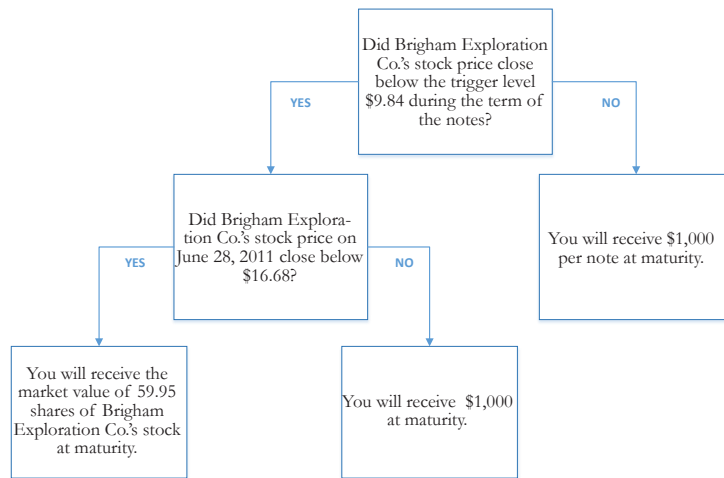 Did Brigham Exploration
Co.'s stock price close
below the trigger level
$9.84 during the term of
the notes?
YES
NO
Did Brigham Explora-
tion Co.'s stock price on
June 28, 2011 close below
$16.68?
You will receive $1,000
per note at maturity.
YES
NO
You will receive the
market value of 59.95
shares of Brigham
Exploration Co.'s stock
at maturity.
You will receive $1,000
at maturity.